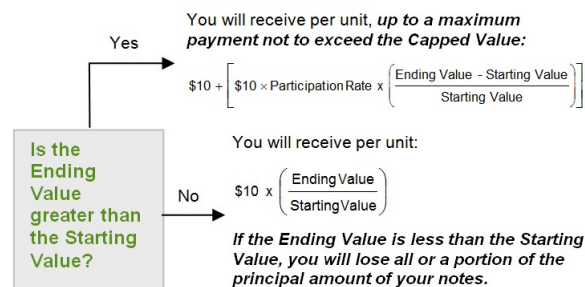 Yes
You will receive per unit, up to a maximum
payment not to exceed the Capped Value:
$10 + [ $10 × Participation Rate x ( Ending Value - Starting Value / Starting Value ) ]
Is the
Ending
Value
greater than
the Starting
Value?
No
You will receive per unit:
$10 x ( Ending Value / Starting Value )
If the Ending Value is less than the Starting
Value, you will lose all or a portion of the
principal amount of your notes.